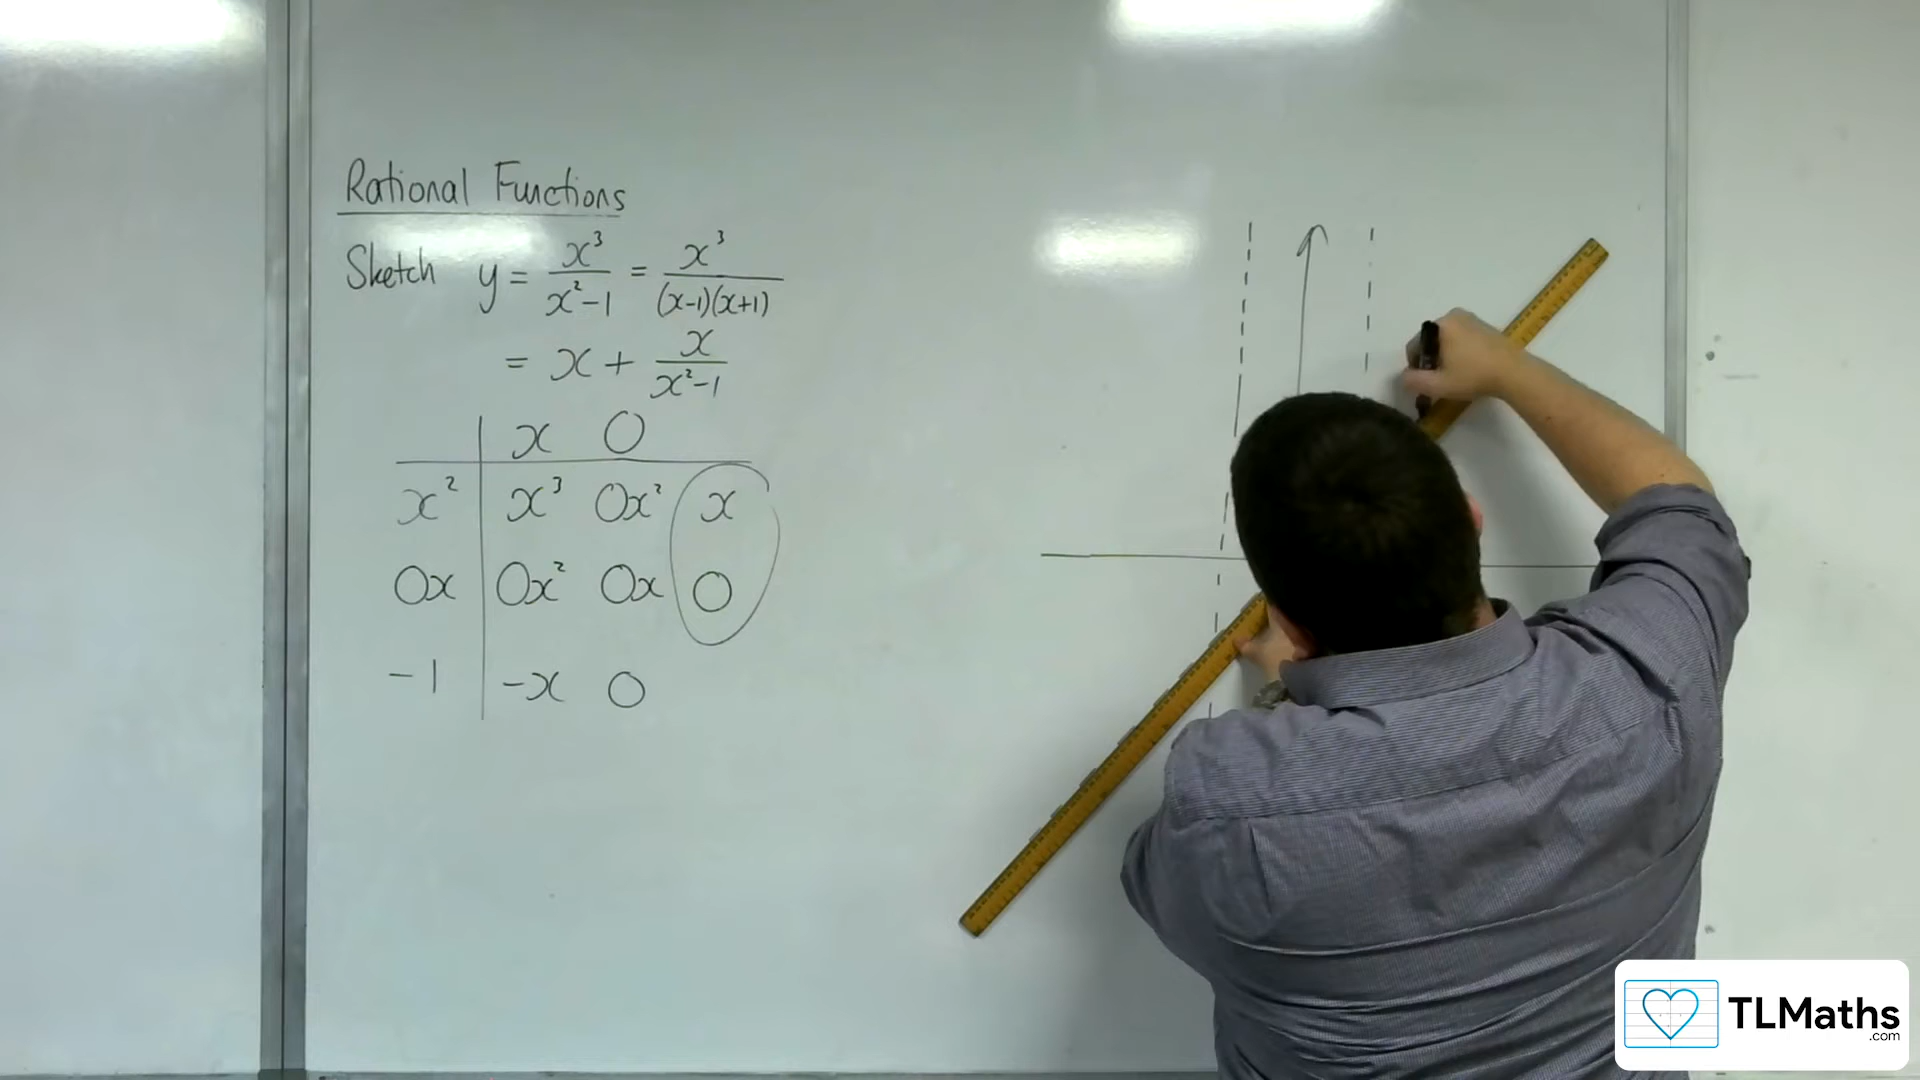 Rational Functions
Sketch y = x³/(x²-1) = x³/((x-1)(x+1))
= x + x/(x²-1)
x 0
x² x³ 0x² x
0x 0x² 0x 0
-1 -x 0
TLMaths
.com